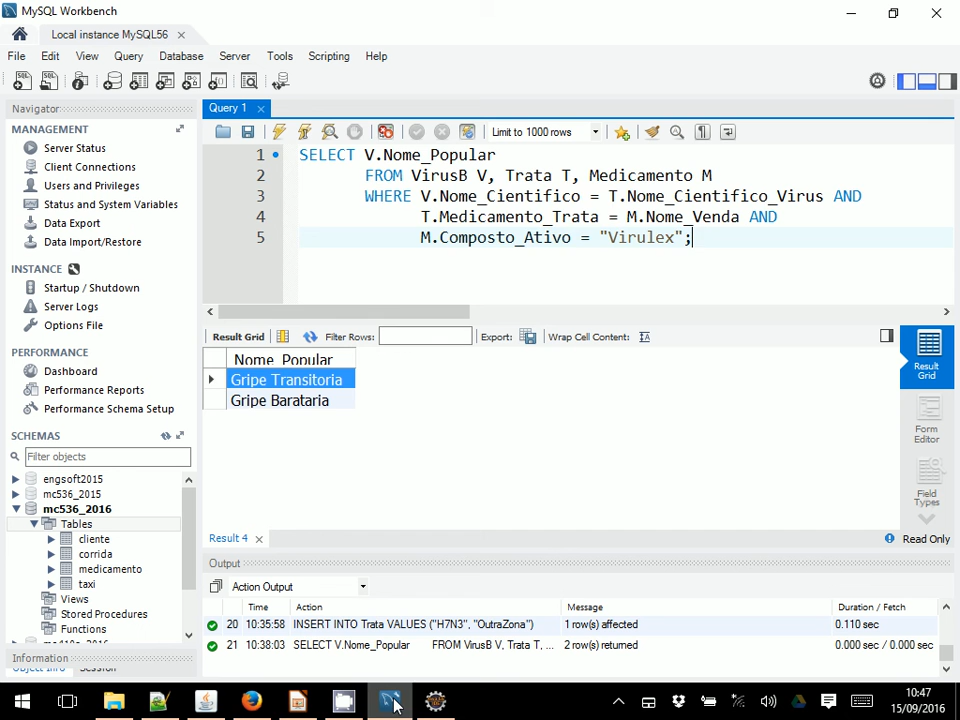 MySQL Workbench
Local instance MySQL56
File Edit View Query Database Server Tools Scripting Help
Navigator
MANAGEMENT
Server Status
Client Connections
Users and Privileges
Status and System Variables
Data Export
Data Import/Restore
INSTANCE
Startup / Shutdown
Server Logs
Options File
PERFORMANCE
Dashboard
Performance Reports
Performance Schema Setup
SCHEMAS
Filter objects
engsoft2015
mc536_2015
mc536_2016
Tables
cliente
corrida
medicamento
taxi
Views
Stored Procedures
Functions
Information
Query 1
Limit to 1000 rows
1 SELECT V.Nome_Popular
2 FROM VirusB V, Trata T, Medicamento M
3 WHERE V.Nome_Cientifico = T.Nome_Cientifico_Virus AND
4 T.Medicamento_Trata = M.Nome_Venda AND
5 M.Composto_Ativo = "Virulex";
Result Grid Filter Rows: Export: Wrap Cell Content:
Nome_Popular
Gripe Transitoria
Gripe Barataria
Result Grid
Form Editor
Field Types
Result 4
Read Only
Output
Action Output
Time Action Message Duration / Fetch
20 10:35:58 INSERT INTO Trata VALUES ("H7N3", "OutraZona") 1 row(s) affected 0.110 sec
21 10:38:03 SELECT V.Nome_Popular FROM VirusB V, Trata T, ... 2 row(s) returned 0.000 sec / 0.000 sec
10:47
15/09/2016